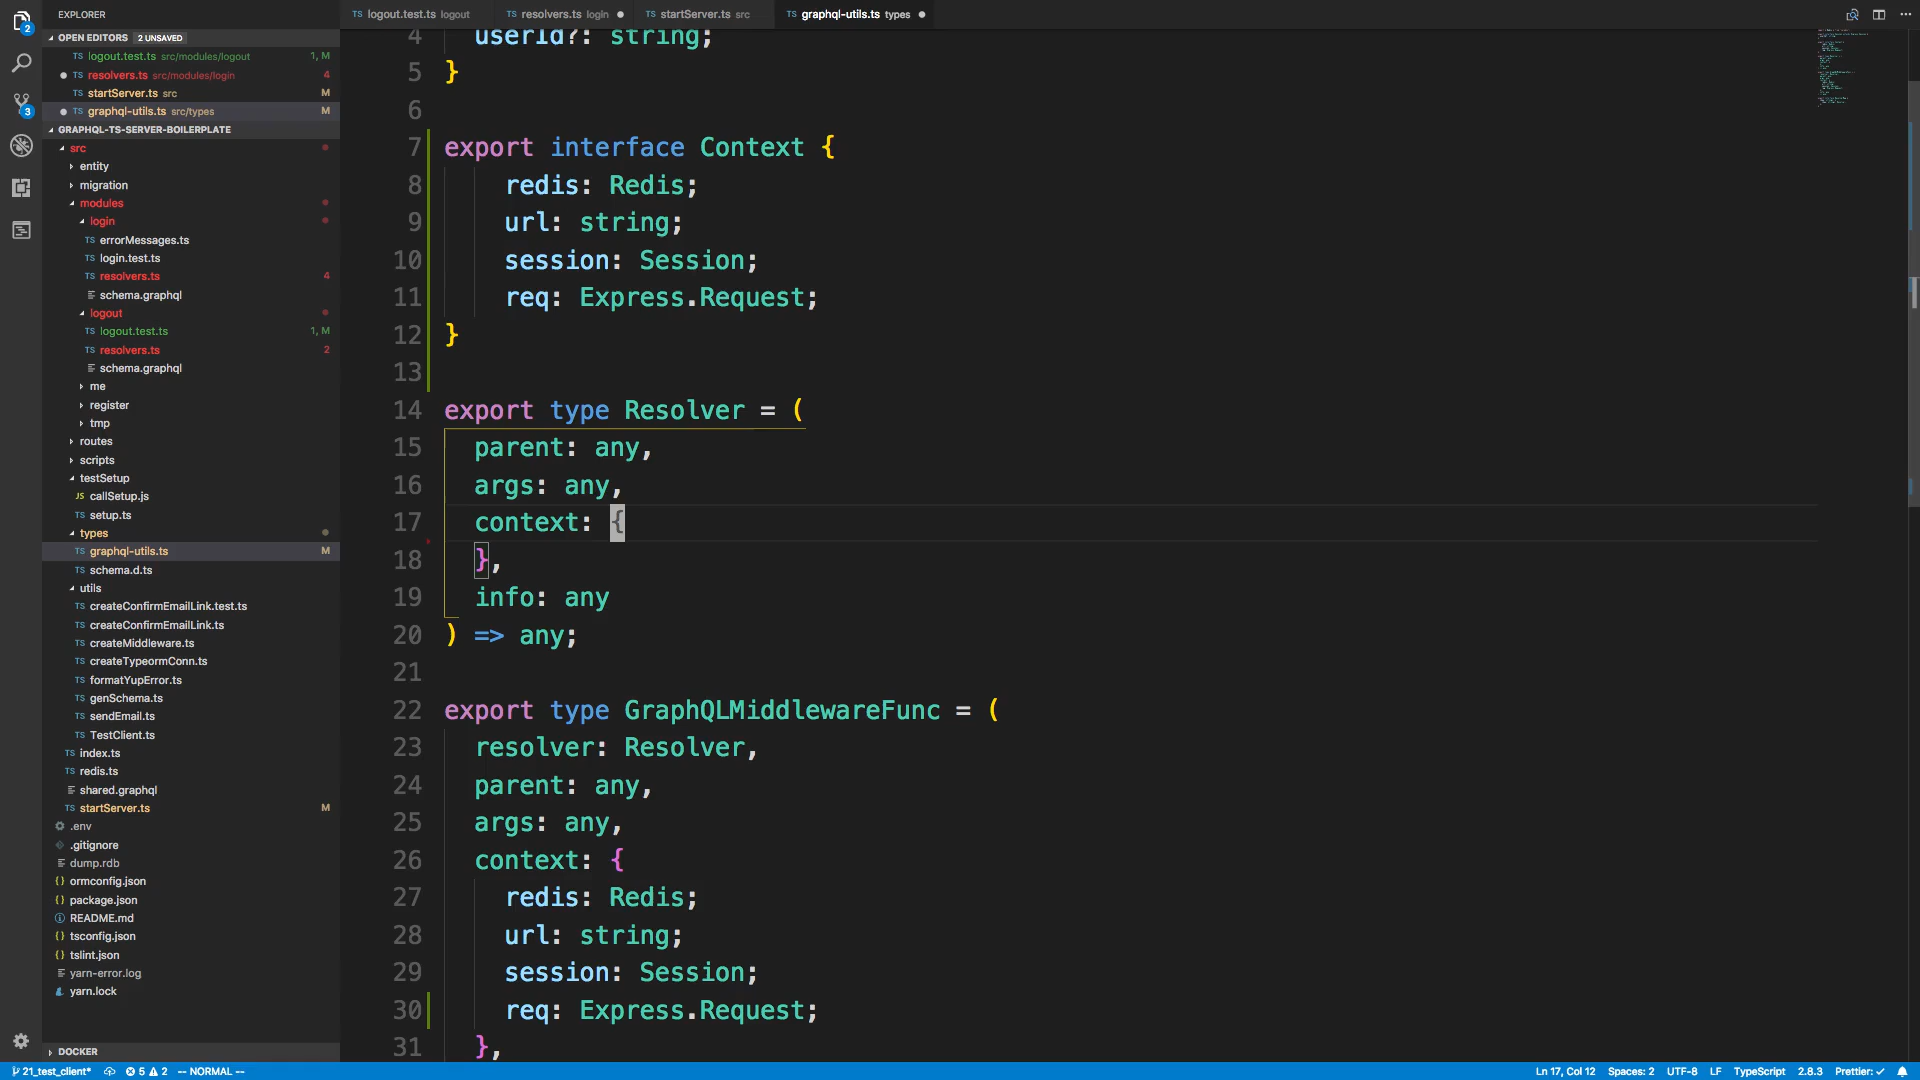 EXPLORER
OPEN EDITORS 2 UNSAVED
TS logout.test.ts src/modules/logout 1, M
TS resolvers.ts src/modules/login 4
TS startServer.ts src M
TS graphql-utils.ts src/types M
GRAPHQL-TS-SERVER-BOILERPLATE
src
entity
migration
modules
login
TS errorMessages.ts
TS login.test.ts
TS resolvers.ts 4
schema.graphql
logout
TS logout.test.ts 1, M
TS resolvers.ts 2
schema.graphql
me
register
tmp
routes
scripts
testSetup
JS callSetup.js
TS setup.ts
types
TS graphql-utils.ts M
TS schema.d.ts
utils
TS createConfirmEmailLink.test.ts
TS createConfirmEmailLink.ts
TS createMiddleware.ts
TS createTypeormConn.ts
TS formatYupError.ts
TS genSchema.ts
TS sendEmail.ts
TS TestClient.ts
TS index.ts
TS redis.ts
shared.graphql
TS startServer.ts M
.env
.gitignore
dump.rdb
{} ormconfig.json
{} package.json
README.md
{} tsconfig.json
{} tslint.json
yarn-error.log
yarn.lock
DOCKER
2
3
TS logout.test.ts logout
TS resolvers.ts login
TS startServer.ts src
TS graphql-utils.ts types
4 userId?: string;
5 }
6
7 export interface Context {
8 redis: Redis;
9 url: string;
10 session: Session;
11 req: Express.Request;
12 }
13
14 export type Resolver = (
15 parent: any,
16 args: any,
17 context: {
18 },
19 info: any
20 ) => any;
21
22 export type GraphQLMiddlewareFunc = (
23 resolver: Resolver,
24 parent: any,
25 args: any,
26 context: {
27 redis: Redis;
28 url: string;
29 session: Session;
30 req: Express.Request;
31 },
21_test_client* 5 2 -- NORMAL -- Ln 17, Col 12 Spaces: 2 UTF-8 LF TypeScript 2.8.3 Prettier: ✓